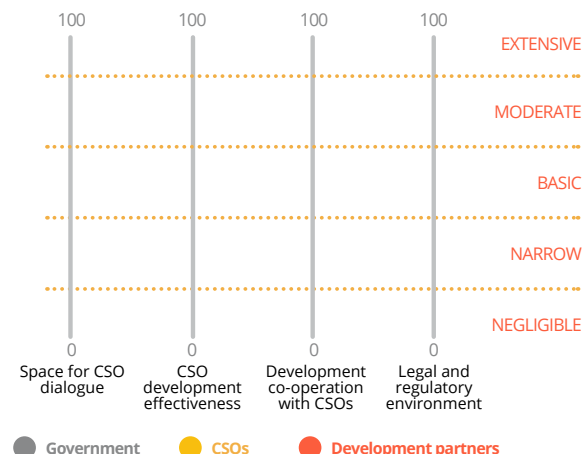 100 100 100 100
EXTENSIVE
MODERATE
BASIC
NARROW
NEGLIGIBLE
0 0 0 0
Space for CSO
dialogue
CSO
development
effectiveness
Development
co-operation
with CSOs
Legal and
regulatory
environment
Government CSOs Development partners